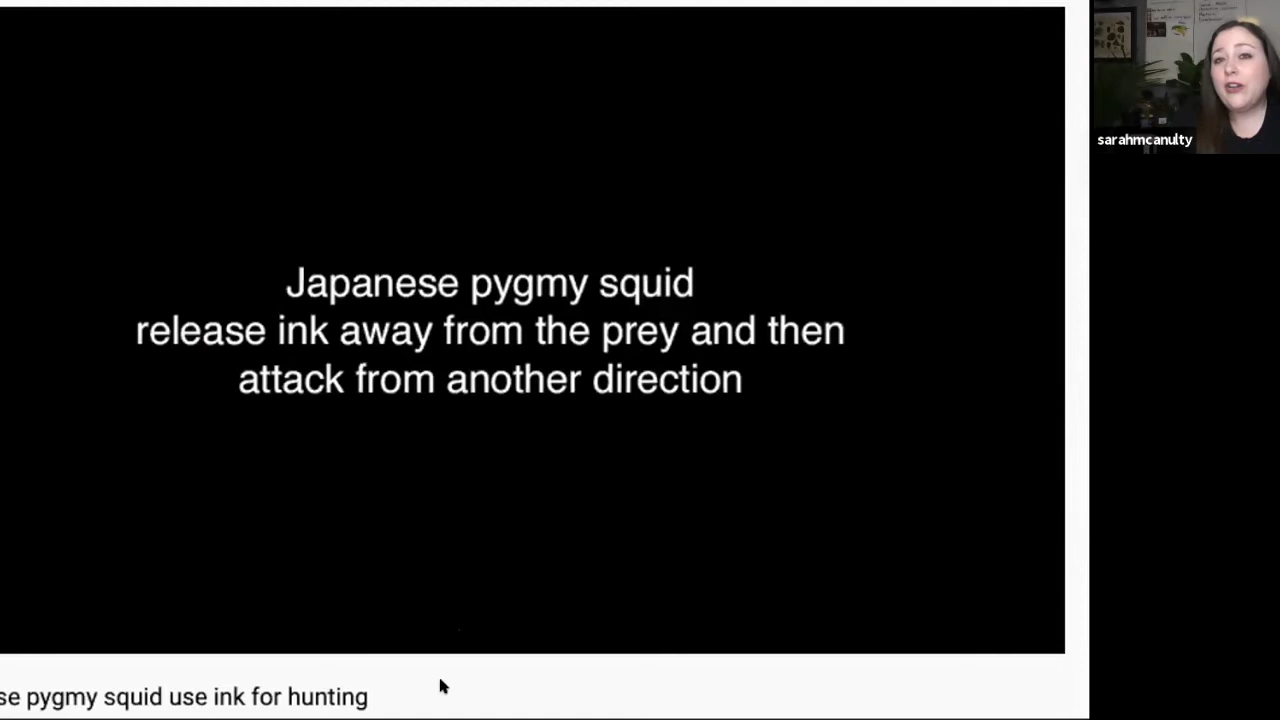 Japanese pygmy squid
release ink away from the prey and then
attack from another direction
sarahmcanulty
se pygmy squid use ink for hunting